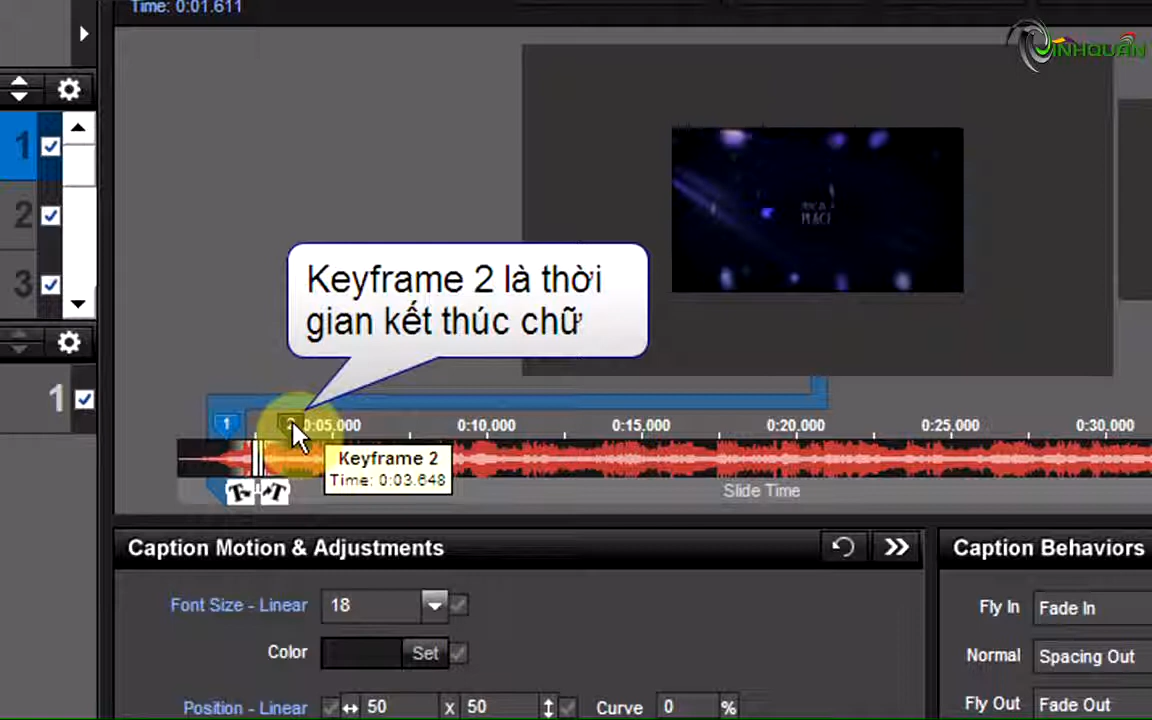 Time: 0:01.611
INHQUÂN
1
2
3
1
PLACE
Keyframe 2 là thời
gian kết thúc chữ
1
0:05,000
0:10,000
0:15,000
0:20,000
0:25,000
0:30,000
Keyframe 2
Time: 0:03.648
Slide Time
Caption Motion & Adjustments
Caption Behaviors
Font Size - Linear 18
Color Set
Position - Linear 50 x 50 Curve 0 %
Fly In Fade In
Normal Spacing Out
Fly Out Fade Out